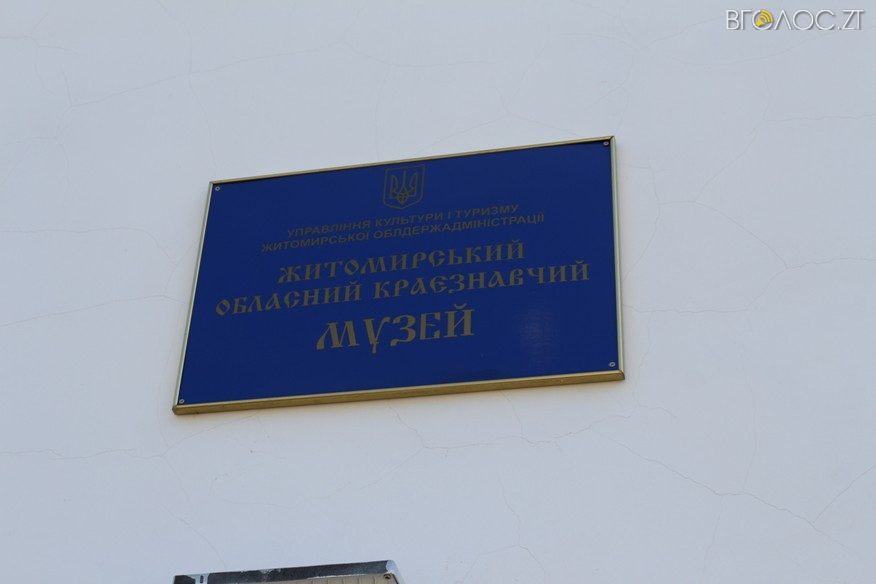 ВГОЛОС.ZT
УПРАВЛІННЯ КУЛЬТУРИ І ТУРИЗМУ
ЖИТОМИРСЬКОЇ ОБЛДЕРЖАДМІНІСТРАЦІЇ
ЖИТОМИРСЬКИЙ
ОБЛАСНИЙ КРАЄЗНАВЧИЙ
МУЗЕЙ